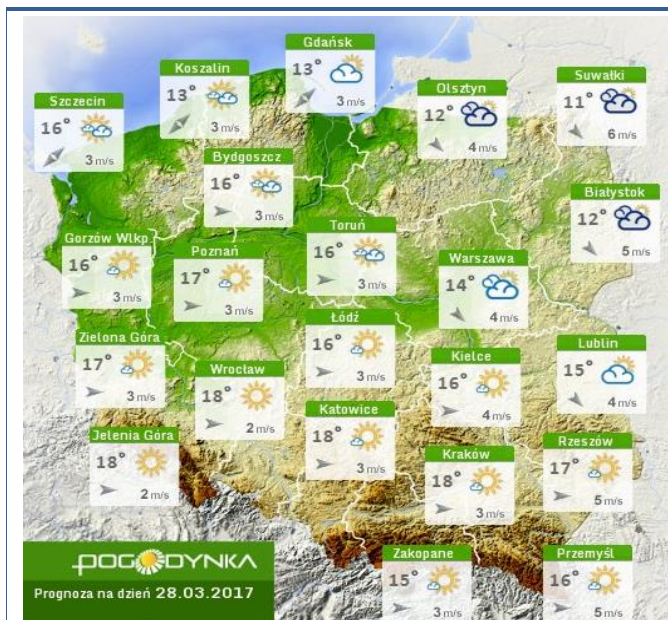 Gdańsk
13°
3 m/s
Koszalin
13°
3 m/s
Szczecin
16°
3 m/s
Olsztyn
12°
4 m/s
Suwałki
11°
6 m/s
Bydgoszcz
16°
3 m/s
Białystok
12°
5 m/s
Gorzów Wlkp
16°
3 m/s
Poznań
17°
3 m/s
Toruń
16°
3 m/s
Warszawa
14°
4 m/s
Zielona Góra
17°
3 m/s
Łódź
16°
3 m/s
Wrocław
18°
2 m/s
Kielce
16°
4 m/s
Lublin
15°
4 m/s
Jelenia Góra
18°
2 m/s
Katowice
18°
3 m/s
Kraków
18°
3 m/s
Rzeszów
17°
5 m/s
Zakopane
15°
3 m/s
Przemyśl
16°
5 m/s
POGODYNKA
Prognoza na dzień 28.03.2017